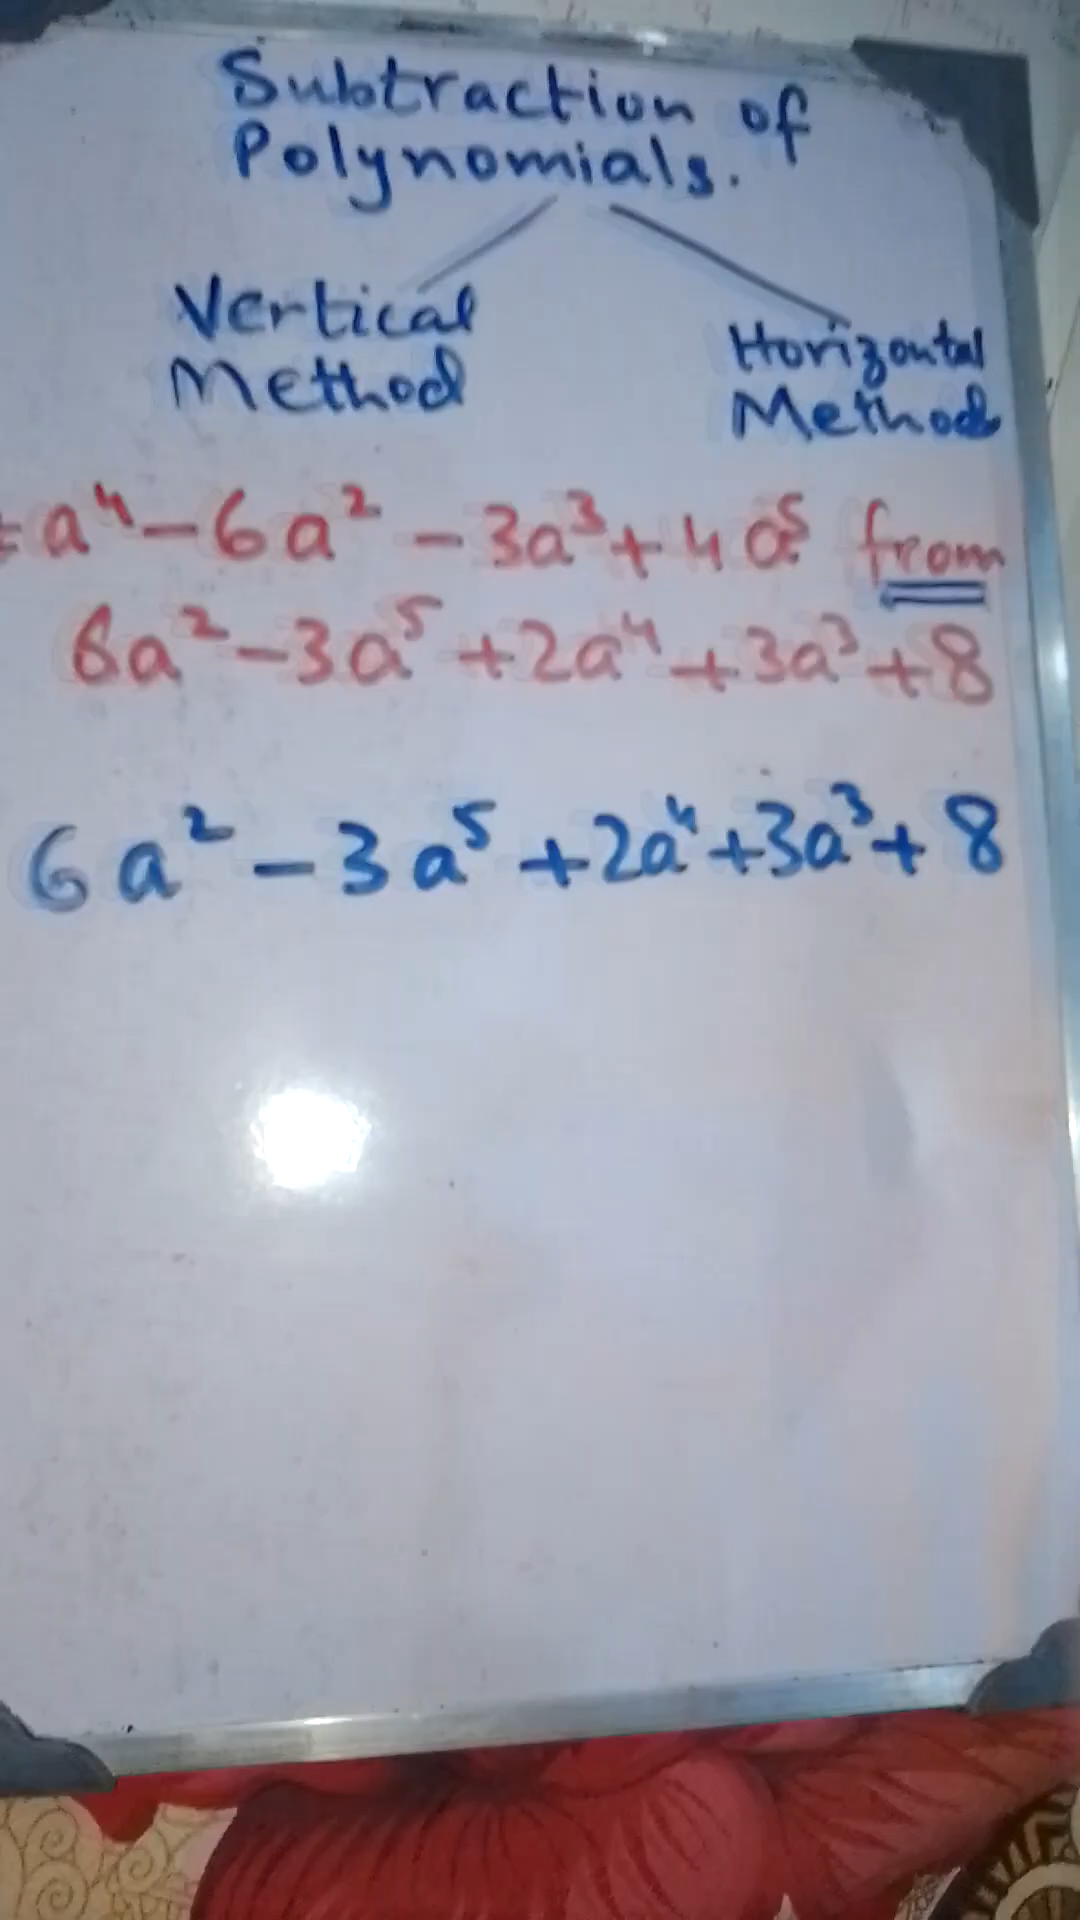 Subtraction of
Polynomials.
Vertical
Method
Horizontal
Method
a⁴ - 6a² - 3a³ + 4a⁵ from
6a² - 3a⁵ + 2a⁴ + 3a³ + 8
6a² - 3a⁵ + 2a⁴ + 3a³ + 8